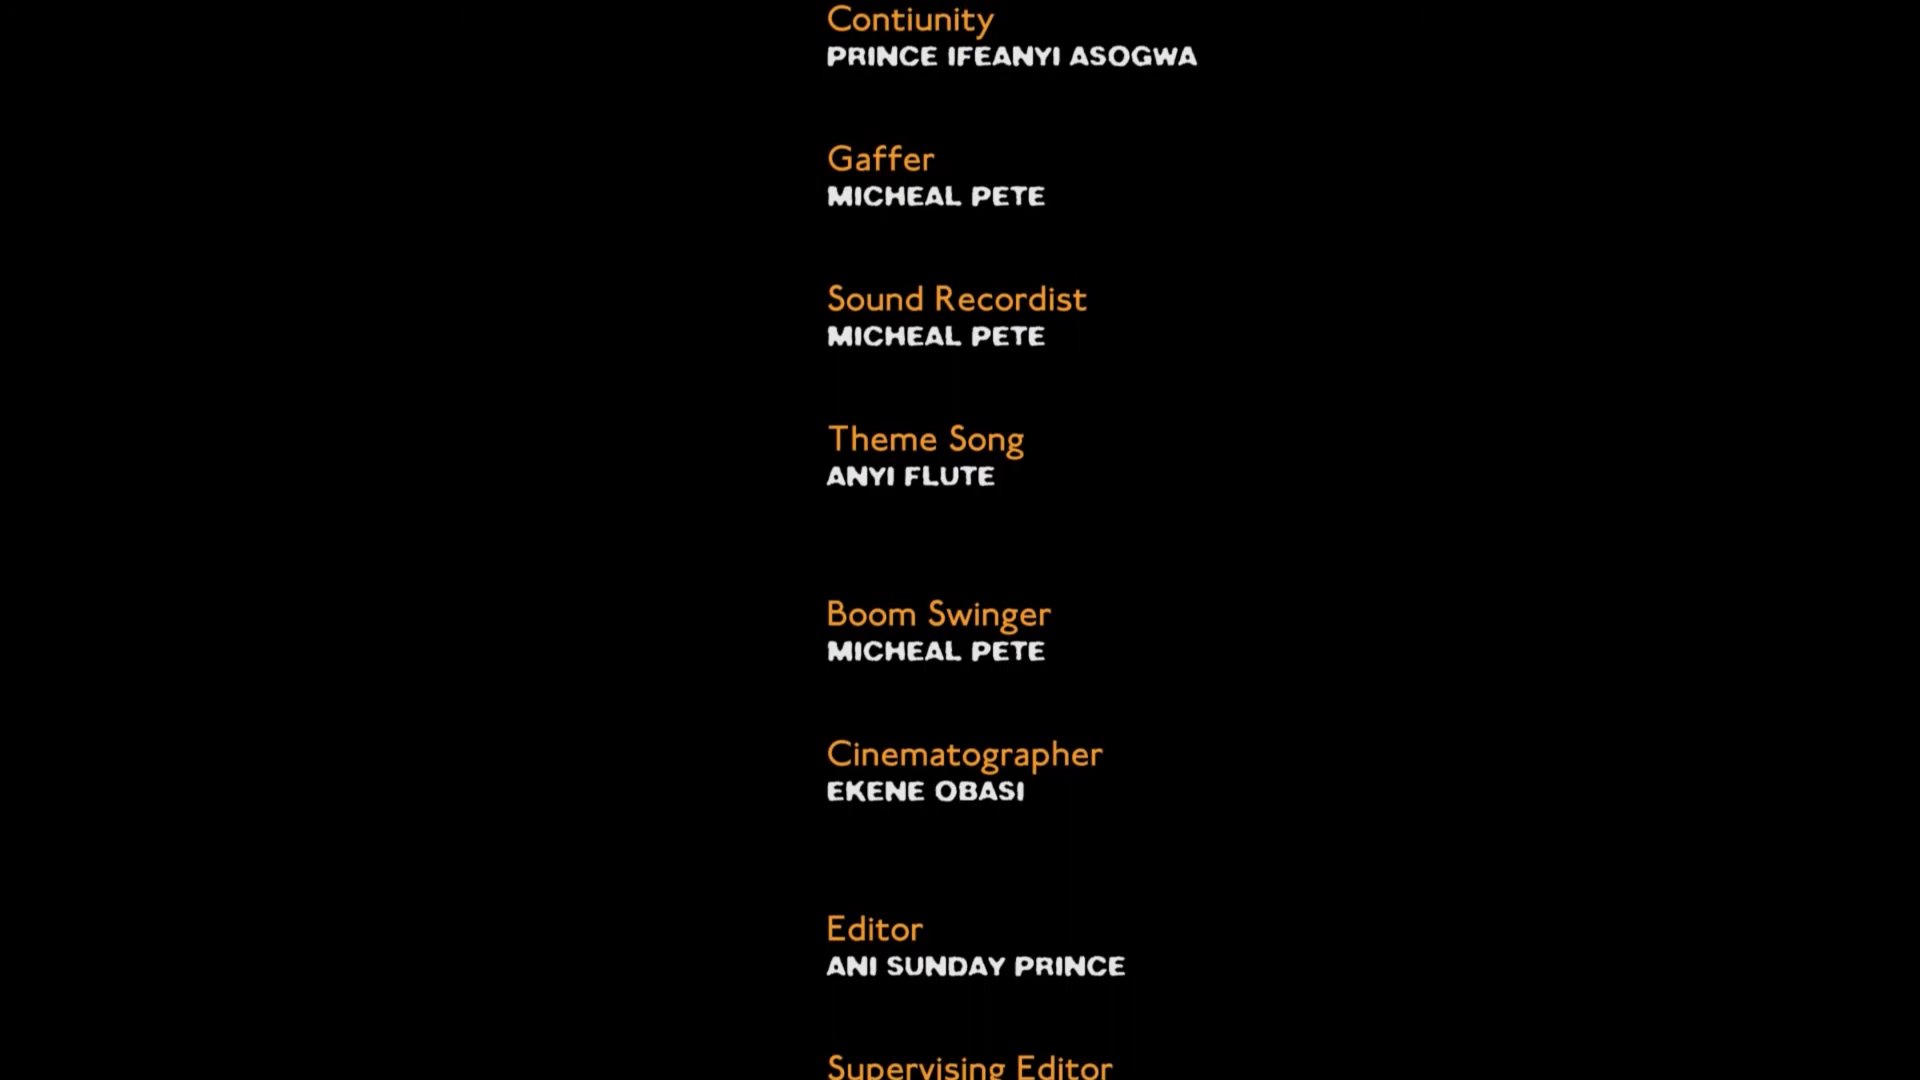 Contiunity
PRINCE IFEANYI ASOGWA
Gaffer
MICHEAL PETE
Sound Recordist
MICHEAL PETE
Theme Song
ANYI FLUTE
Boom Swinger
MICHEAL PETE
Cinematographer
EKENE OBASI
Editor
ANI SUNDAY PRINCE
Supervising Editor